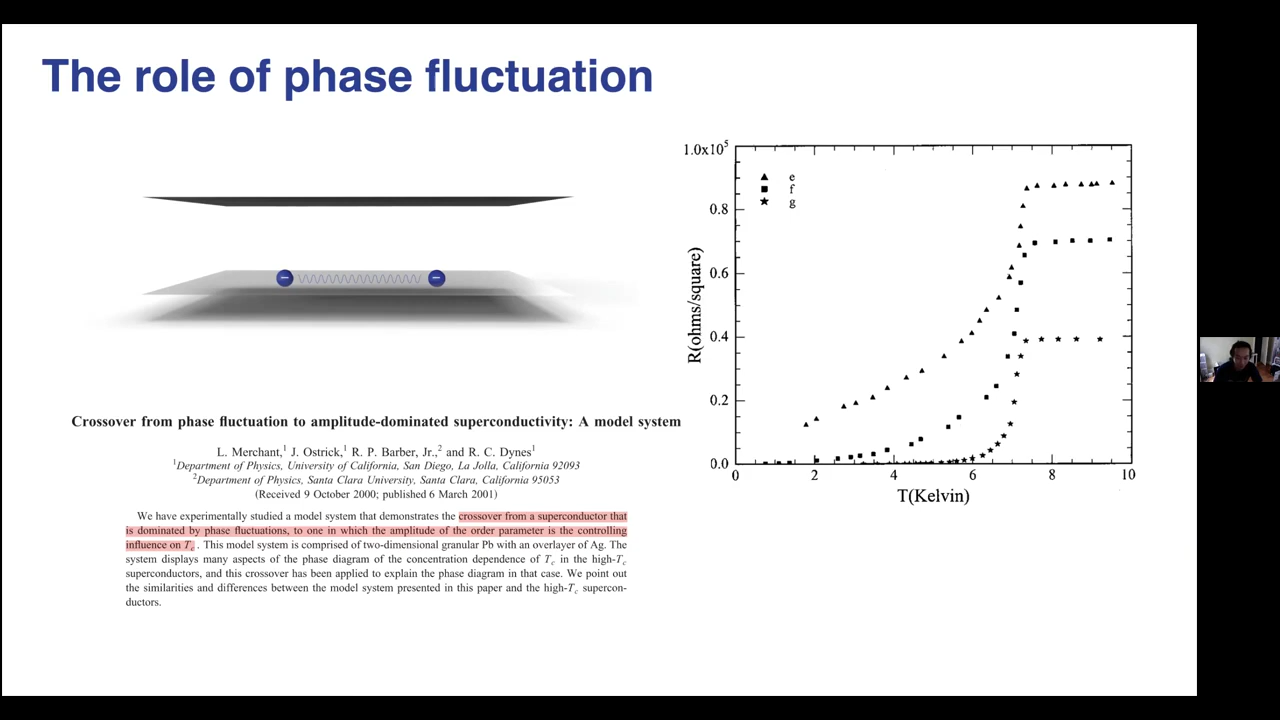 The role of phase fluctuation
−
−
Crossover from phase fluctuation to amplitude-dominated superconductivity: A model system
L. Merchant,1 J. Ostrick,1 R. P. Barber, Jr.,2 and R. C. Dynes1
1Department of Physics, University of California, San Diego, La Jolla, California 92093
2Department of Physics, Santa Clara University, Santa Clara, California 95053
(Received 9 October 2000; published 6 March 2001)
We have experimentally studied a model system that demonstrates the crossover from a superconductor that
is dominated by phase fluctuations, to one in which the amplitude of the order parameter is the controlling
influence on Tc. This model system is comprised of two-dimensional granular Pb with an overlayer of Ag. The
system displays many aspects of the phase diagram of the concentration dependence of Tc in the high-Tc
superconductors, and this crossover has been applied to explain the phase diagram in that case. We point out
the similarities and differences between the model system presented in this paper and the high-Tc supercon-
ductors.
1.0x10^5
0.8
0.6
0.4
0.2
0.0
R(ohms/square)
e
f
g
0 2 4 6 8 10
T(Kelvin)